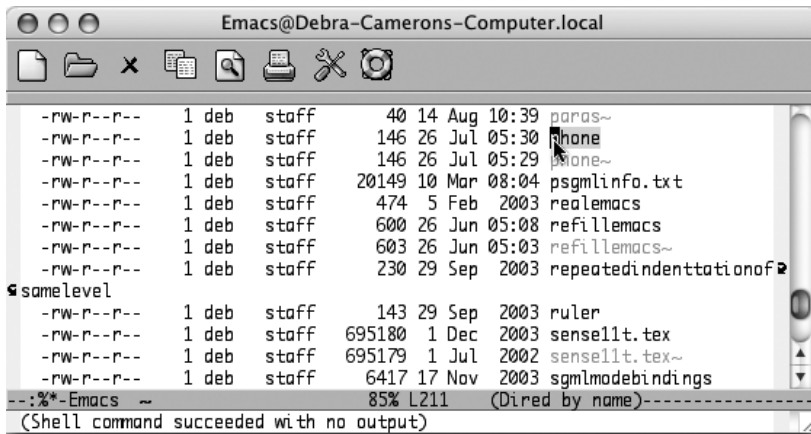 Emacs@Debra-Camerons-Computer.local
-rw-r--r-- 1 deb staff 40 14 Aug 10:39 paras~
-rw-r--r-- 1 deb staff 146 26 Jul 05:30 phone
-rw-r--r-- 1 deb staff 146 26 Jul 05:29 phone~
-rw-r--r-- 1 deb staff 20149 10 Mar 08:04 psgmlinfo.txt
-rw-r--r-- 1 deb staff 474 5 Feb 2003 realemacs
-rw-r--r-- 1 deb staff 600 26 Jun 05:08 refillemacs
-rw-r--r-- 1 deb staff 603 26 Jun 05:03 refillemacs~
-rw-r--r-- 1 deb staff 230 29 Sep 2003 repeatedindenttationof
samelevel
-rw-r--r-- 1 deb staff 143 29 Sep 2003 ruler
-rw-r--r-- 1 deb staff 695180 1 Dec 2003 sense11t.tex
-rw-r--r-- 1 deb staff 695179 1 Jul 2002 sense11t.tex~
-rw-r--r-- 1 deb staff 6417 17 Nov 2003 sgmlmodebindings
--:%*-Emacs ~ 85% L211 (Dired by name)-----------------
(Shell command succeeded with no output)